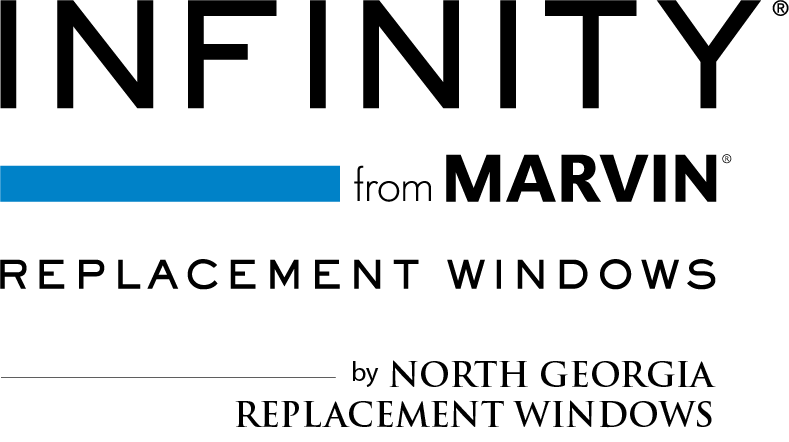 INFINITY®
from MARVIN®
REPLACEMENT WINDOWS
by NORTH GEORGIA
REPLACEMENT WINDOWS